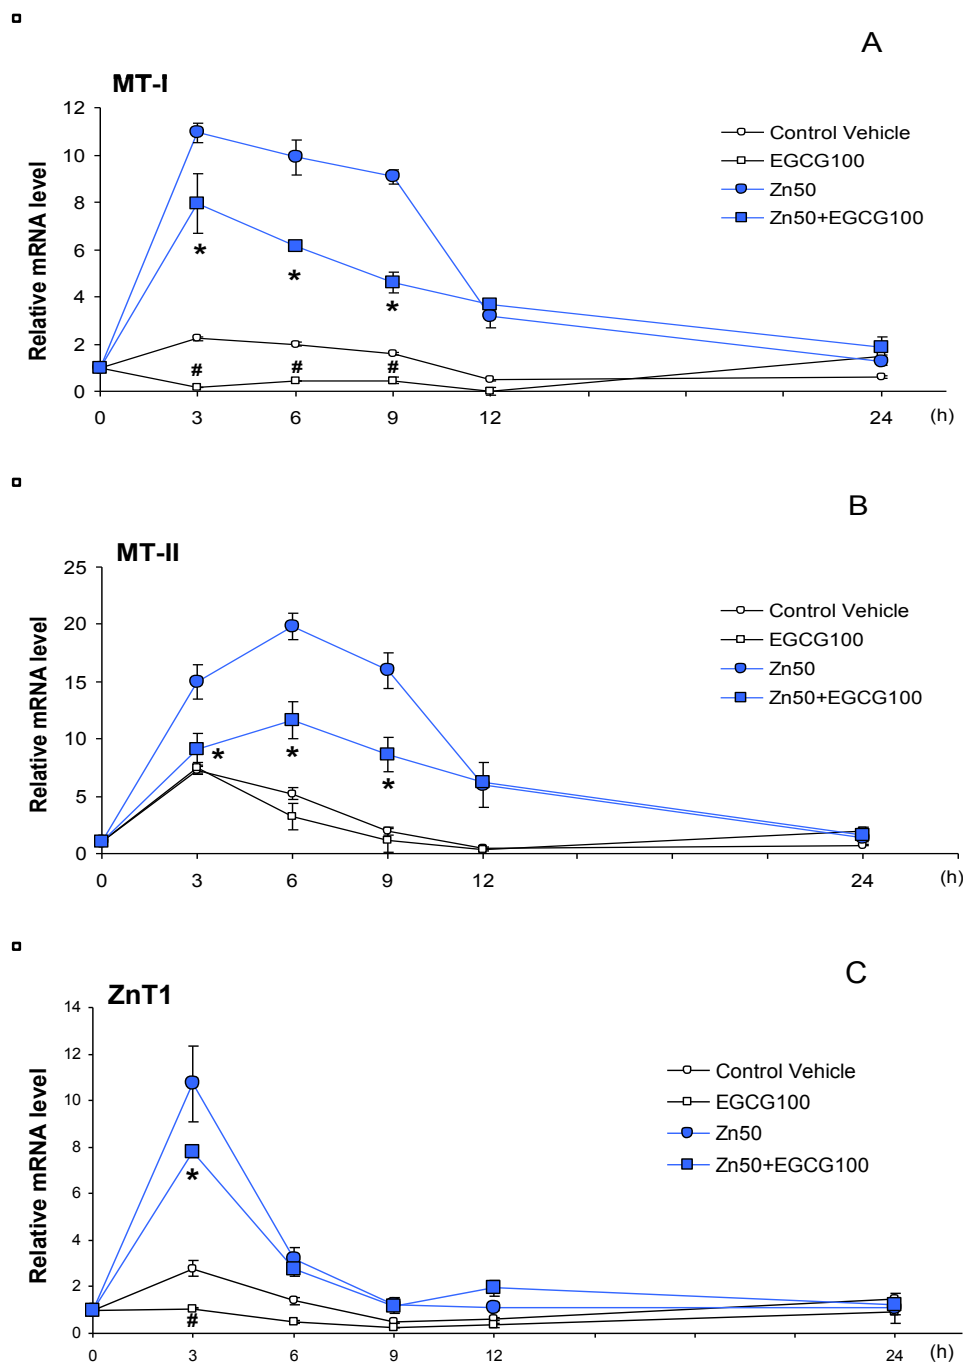 A
MT-I
Relative mRNA level
12
10
8
6
4
2
0
Control Vehicle
EGCG100
Zn50
Zn50+EGCG100
* * *
# # #
0 3 6 9 12 24 (h)
B
MT-II
Relative mRNA level
25
20
15
10
5
0
Control Vehicle
EGCG100
Zn50
Zn50+EGCG100
* * *
0 3 6 9 12 24 (h)
C
ZnT1
Relative mRNA level
14
12
10
8
6
4
2
0
Control Vehicle
EGCG100
Zn50
Zn50+EGCG100
*
#
0 3 6 9 12 24 (h)